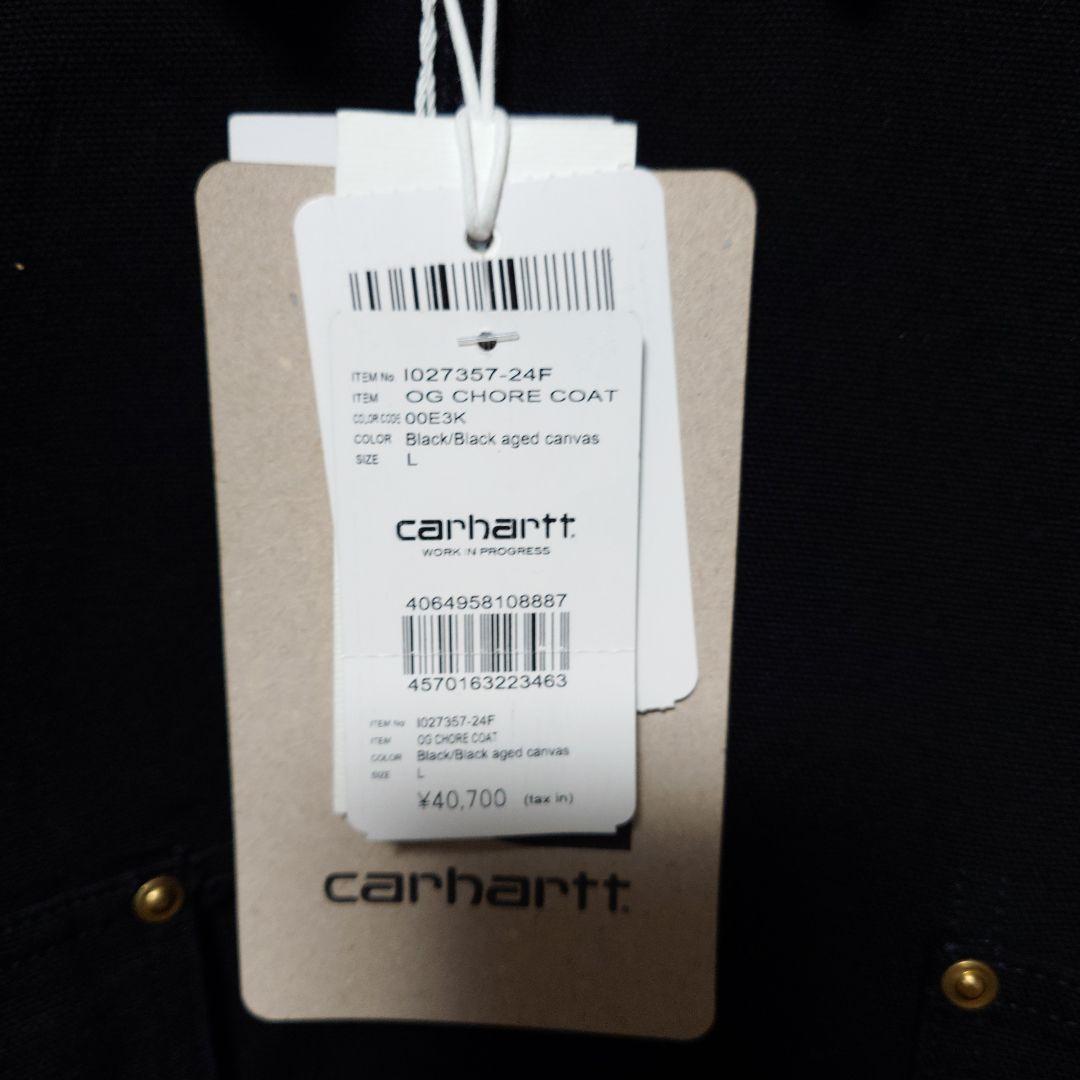 ITEM No I027357-24F
ITEM OG CHORE COAT
COLOR CODE 00E3K
COLOR Black/Black aged canvas
SIZE L
carhartt
WORK IN PROGRESS
4064958108887
4570163223463
ITEM No I027357-24F
ITEM OG CHORE COAT
COLOR Black/Black aged canvas
SIZE L
¥40,700 (tax in)
carhartt